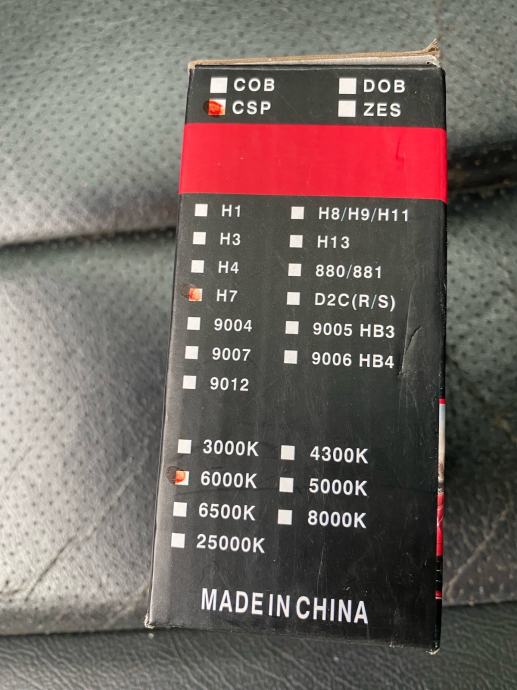 COB DOB
CSP ZES
H1 H8/H9/H11
H3 H13
H4 880/881
H7 D2C(R/S)
9004 9005 HB3
9007 9006 HB4
9012
3000K 4300K
6000K 5000K
6500K 8000K
25000K
MADE IN CHINA